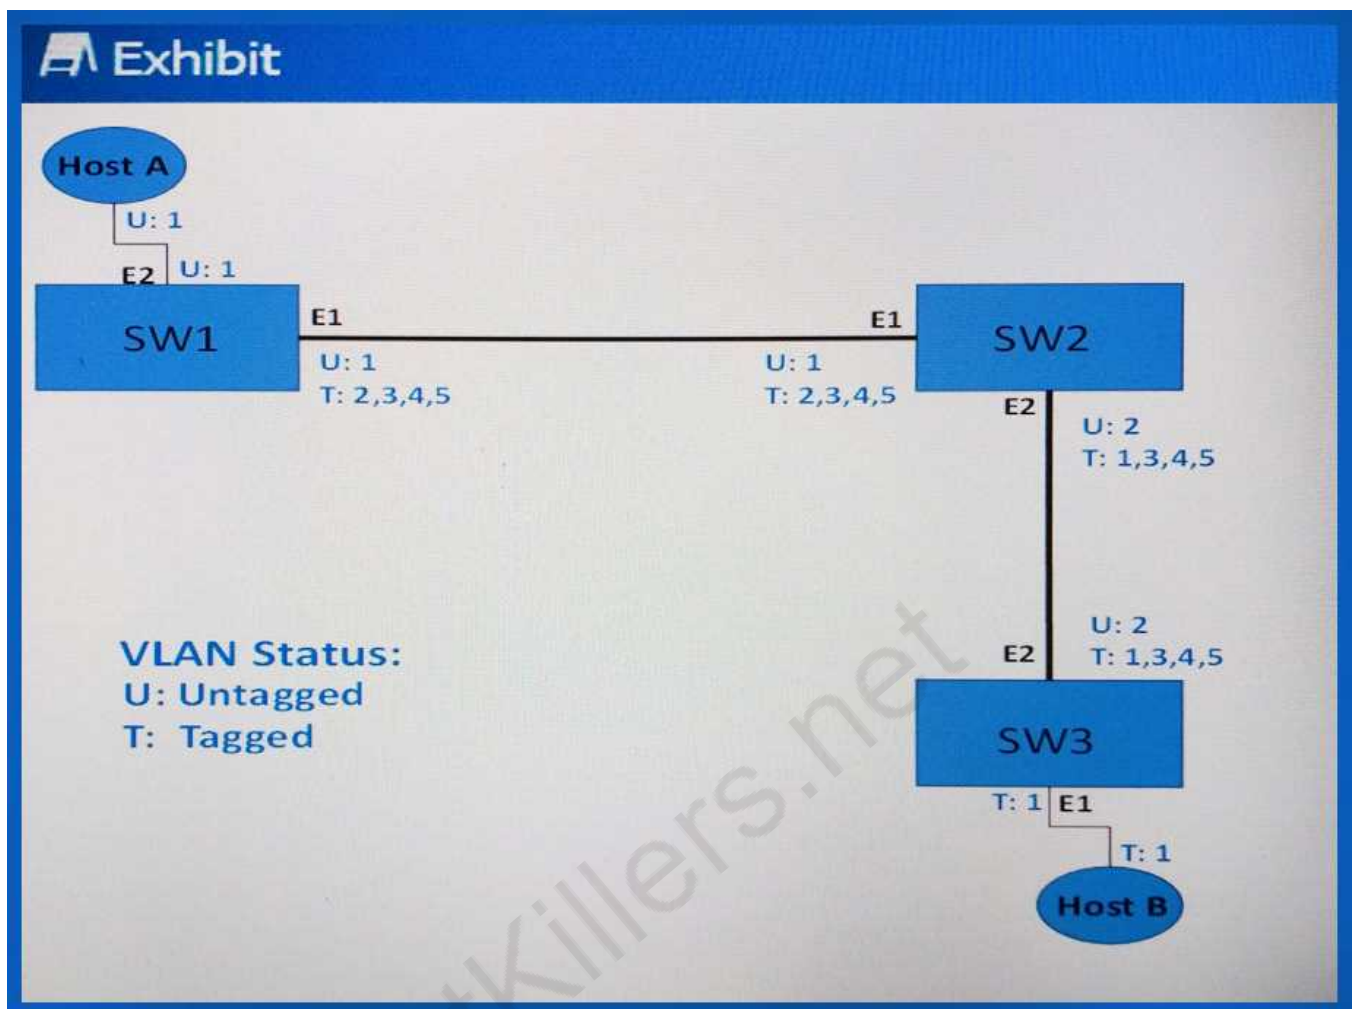 Exhibit
Host A
U: 1
E2 U: 1
SW1
E1
U: 1
T: 2,3,4,5
E1
U: 1
T: 2,3,4,5
SW2
E2
U: 2
T: 1,3,4,5
U: 2
E2
T: 1,3,4,5
SW3
T: 1 E1
T: 1
Host B
VLAN Status:
U: Untagged
T: Tagged
tKillers.net